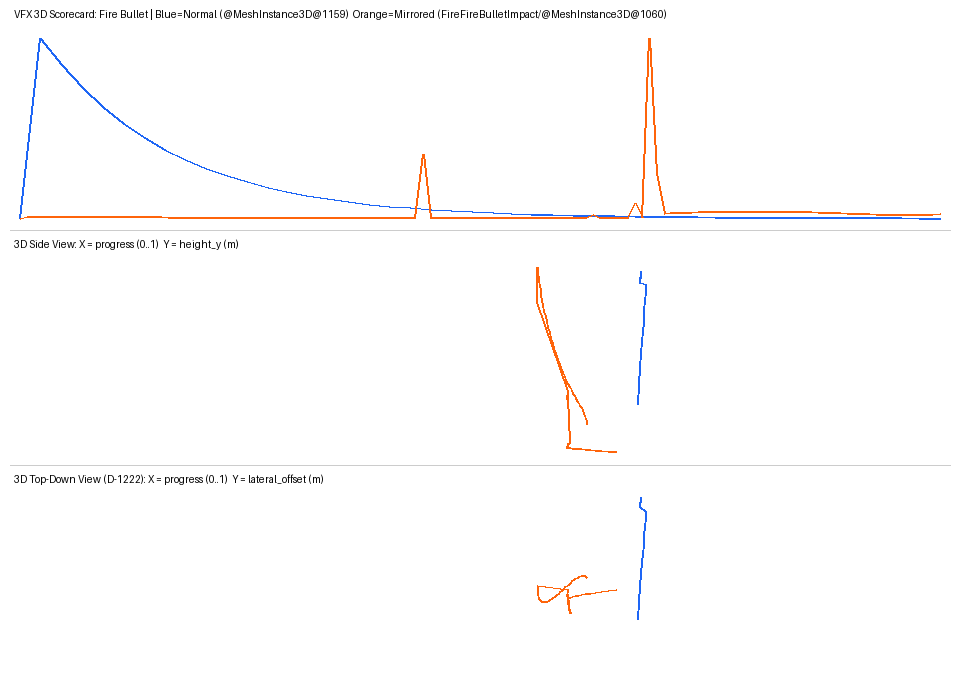 VFX 3D Scorecard: Fire Bullet | Blue=Normal (@MeshInstance3D@1159) Orange=Mirrored (FireFireBulletImpact/@MeshInstance3D@1060)
3D Side View: X = progress (0..1) Y = height_y (m)
3D Top-Down View (D-1222): X = progress (0..1) Y = lateral_offset (m)